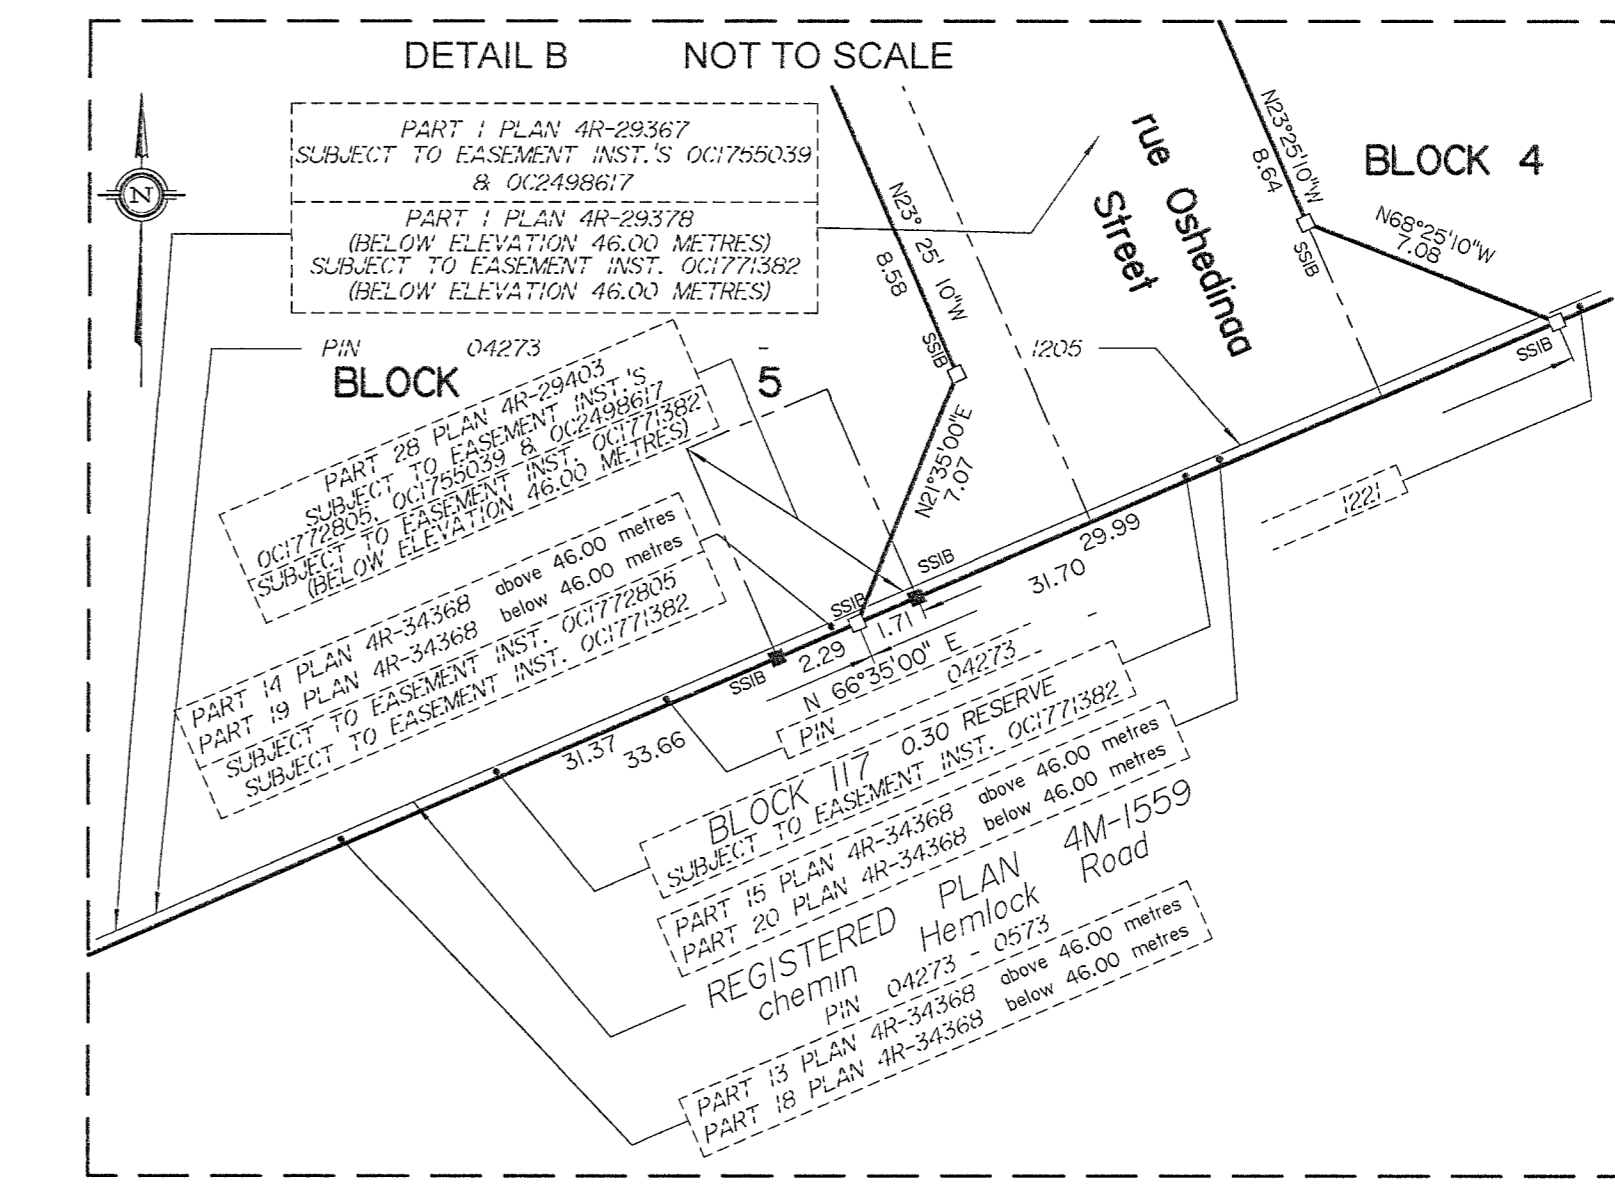 DETAIL B NOT TO SCALE
PART 1 PLAN 4R-29367
SUBJECT TO EASEMENT INST.'S OC1755039
& OC2498617
PART 1 PLAN 4R-29378
(BELOW ELEVATION 46.00 METRES)
SUBJECT TO EASEMENT INST. OC1771382
(BELOW ELEVATION 46.00 METRES)
N
PIN 04273 - 1205
BLOCK 5
PART 28 PLAN 4R-29403
SUBJECT TO EASEMENT INST.'S
OC1772805, OC1755039 & OC2498617
SUBJECT TO EASEMENT INST. OC1771382
(BELOW ELEVATION 46.00 METRES)
PART 14 PLAN 4R-34368 above 46.00 metres
PART 19 PLAN 4R-34368 below 46.00 metres
SUBJECT TO EASEMENT INST. OC1772805
SUBJECT TO EASEMENT INST. OC1771382
N23° 25' 10"W
8.58
SSIB
N21°35'00"E
7.07
rue Oshedinaa
Street
N23°25'10"W
8.64
SSIB
BLOCK 4
N68°25'10"W
7.08
SSIB
SSIB
SSIB
SSIB
29.99
31.70
1.71
2.29
N 66°35'00" E
31.37
33.66
PIN 04273 - 1221
BLOCK 117 0.30 RESERVE
SUBJECT TO EASEMENT INST. OC1771382
PART 15 PLAN 4R-34368 above 46.00 metres
PART 20 PLAN 4R-34368 below 46.00 metres
REGISTERED PLAN 4M-1559
chemin Hemlock Road
PIN 04273 - 0573
PART 13 PLAN 4R-34368 above 46.00 metres
PART 18 PLAN 4R-34368 below 46.00 metres